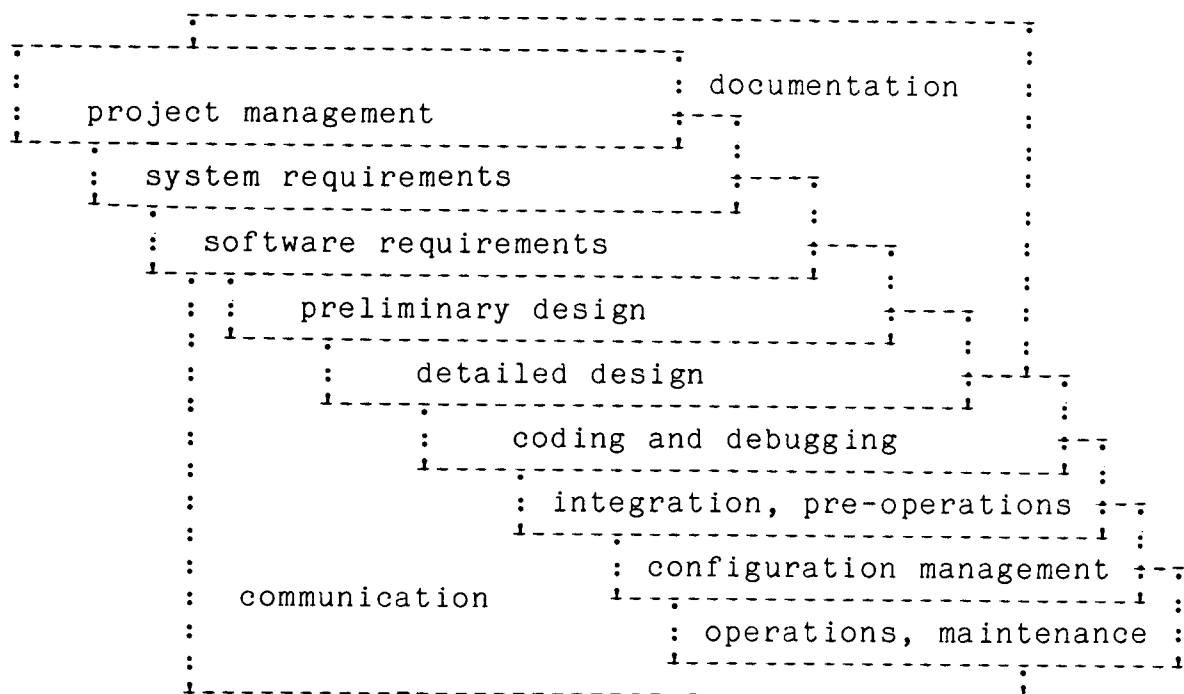 documentation
project management
system requirements
software requirements
preliminary design
detailed design
coding and debugging
integration, pre-operations
configuration management
communication
operations, maintenance